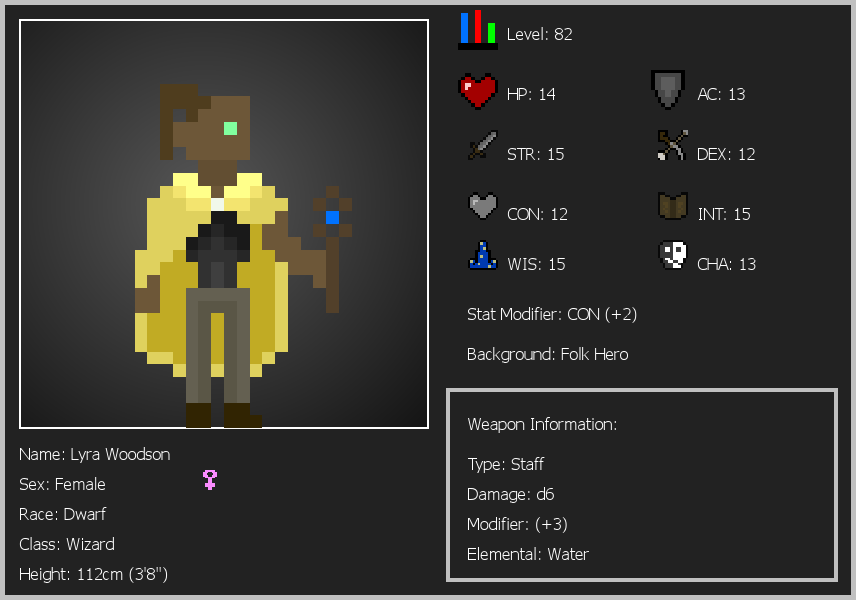 Level: 82
HP: 14
AC: 13
STR: 15
DEX: 12
CON: 12
INT: 15
WIS: 15
CHA: 13
Stat Modifier: CON (+2)
Background: Folk Hero
Weapon Information:
Type: Staff
Damage: d6
Modifier: (+3)
Elemental: Water
Name: Lyra Woodson
Sex: Female
Race: Dwarf
Class: Wizard
Height: 112cm (3'8")